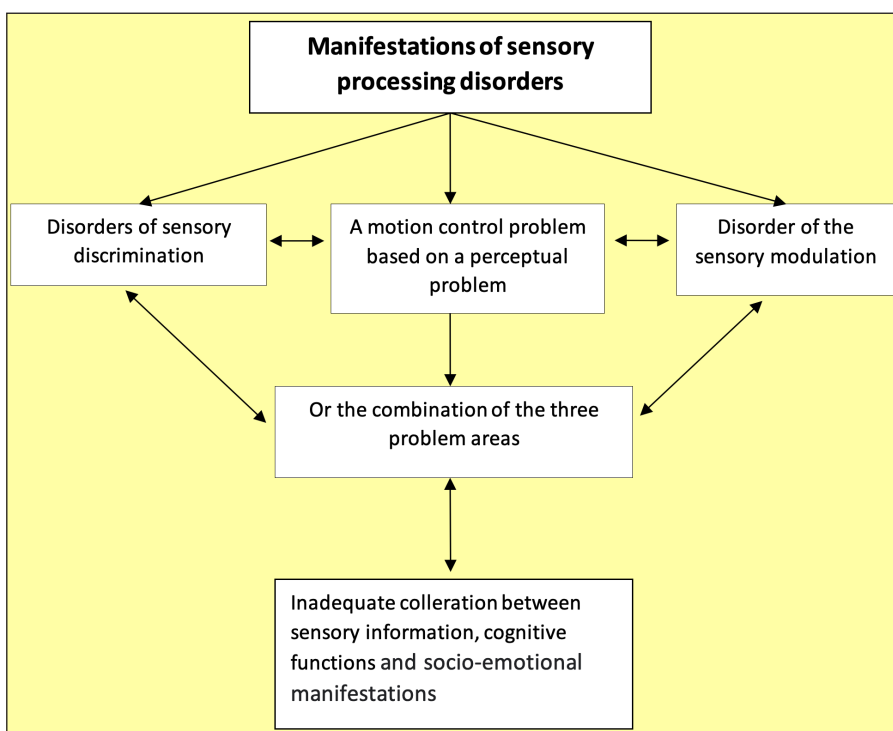 Manifestations of sensory
processing disorders
Disorders of sensory
discrimination
A motion control problem
based on a perceptual
problem
Disorder of the
sensory modulation
Or the combination of the three
problem areas
Inadequate colleration between
sensory information, cognitive
functions and socio-emotional
manifestations